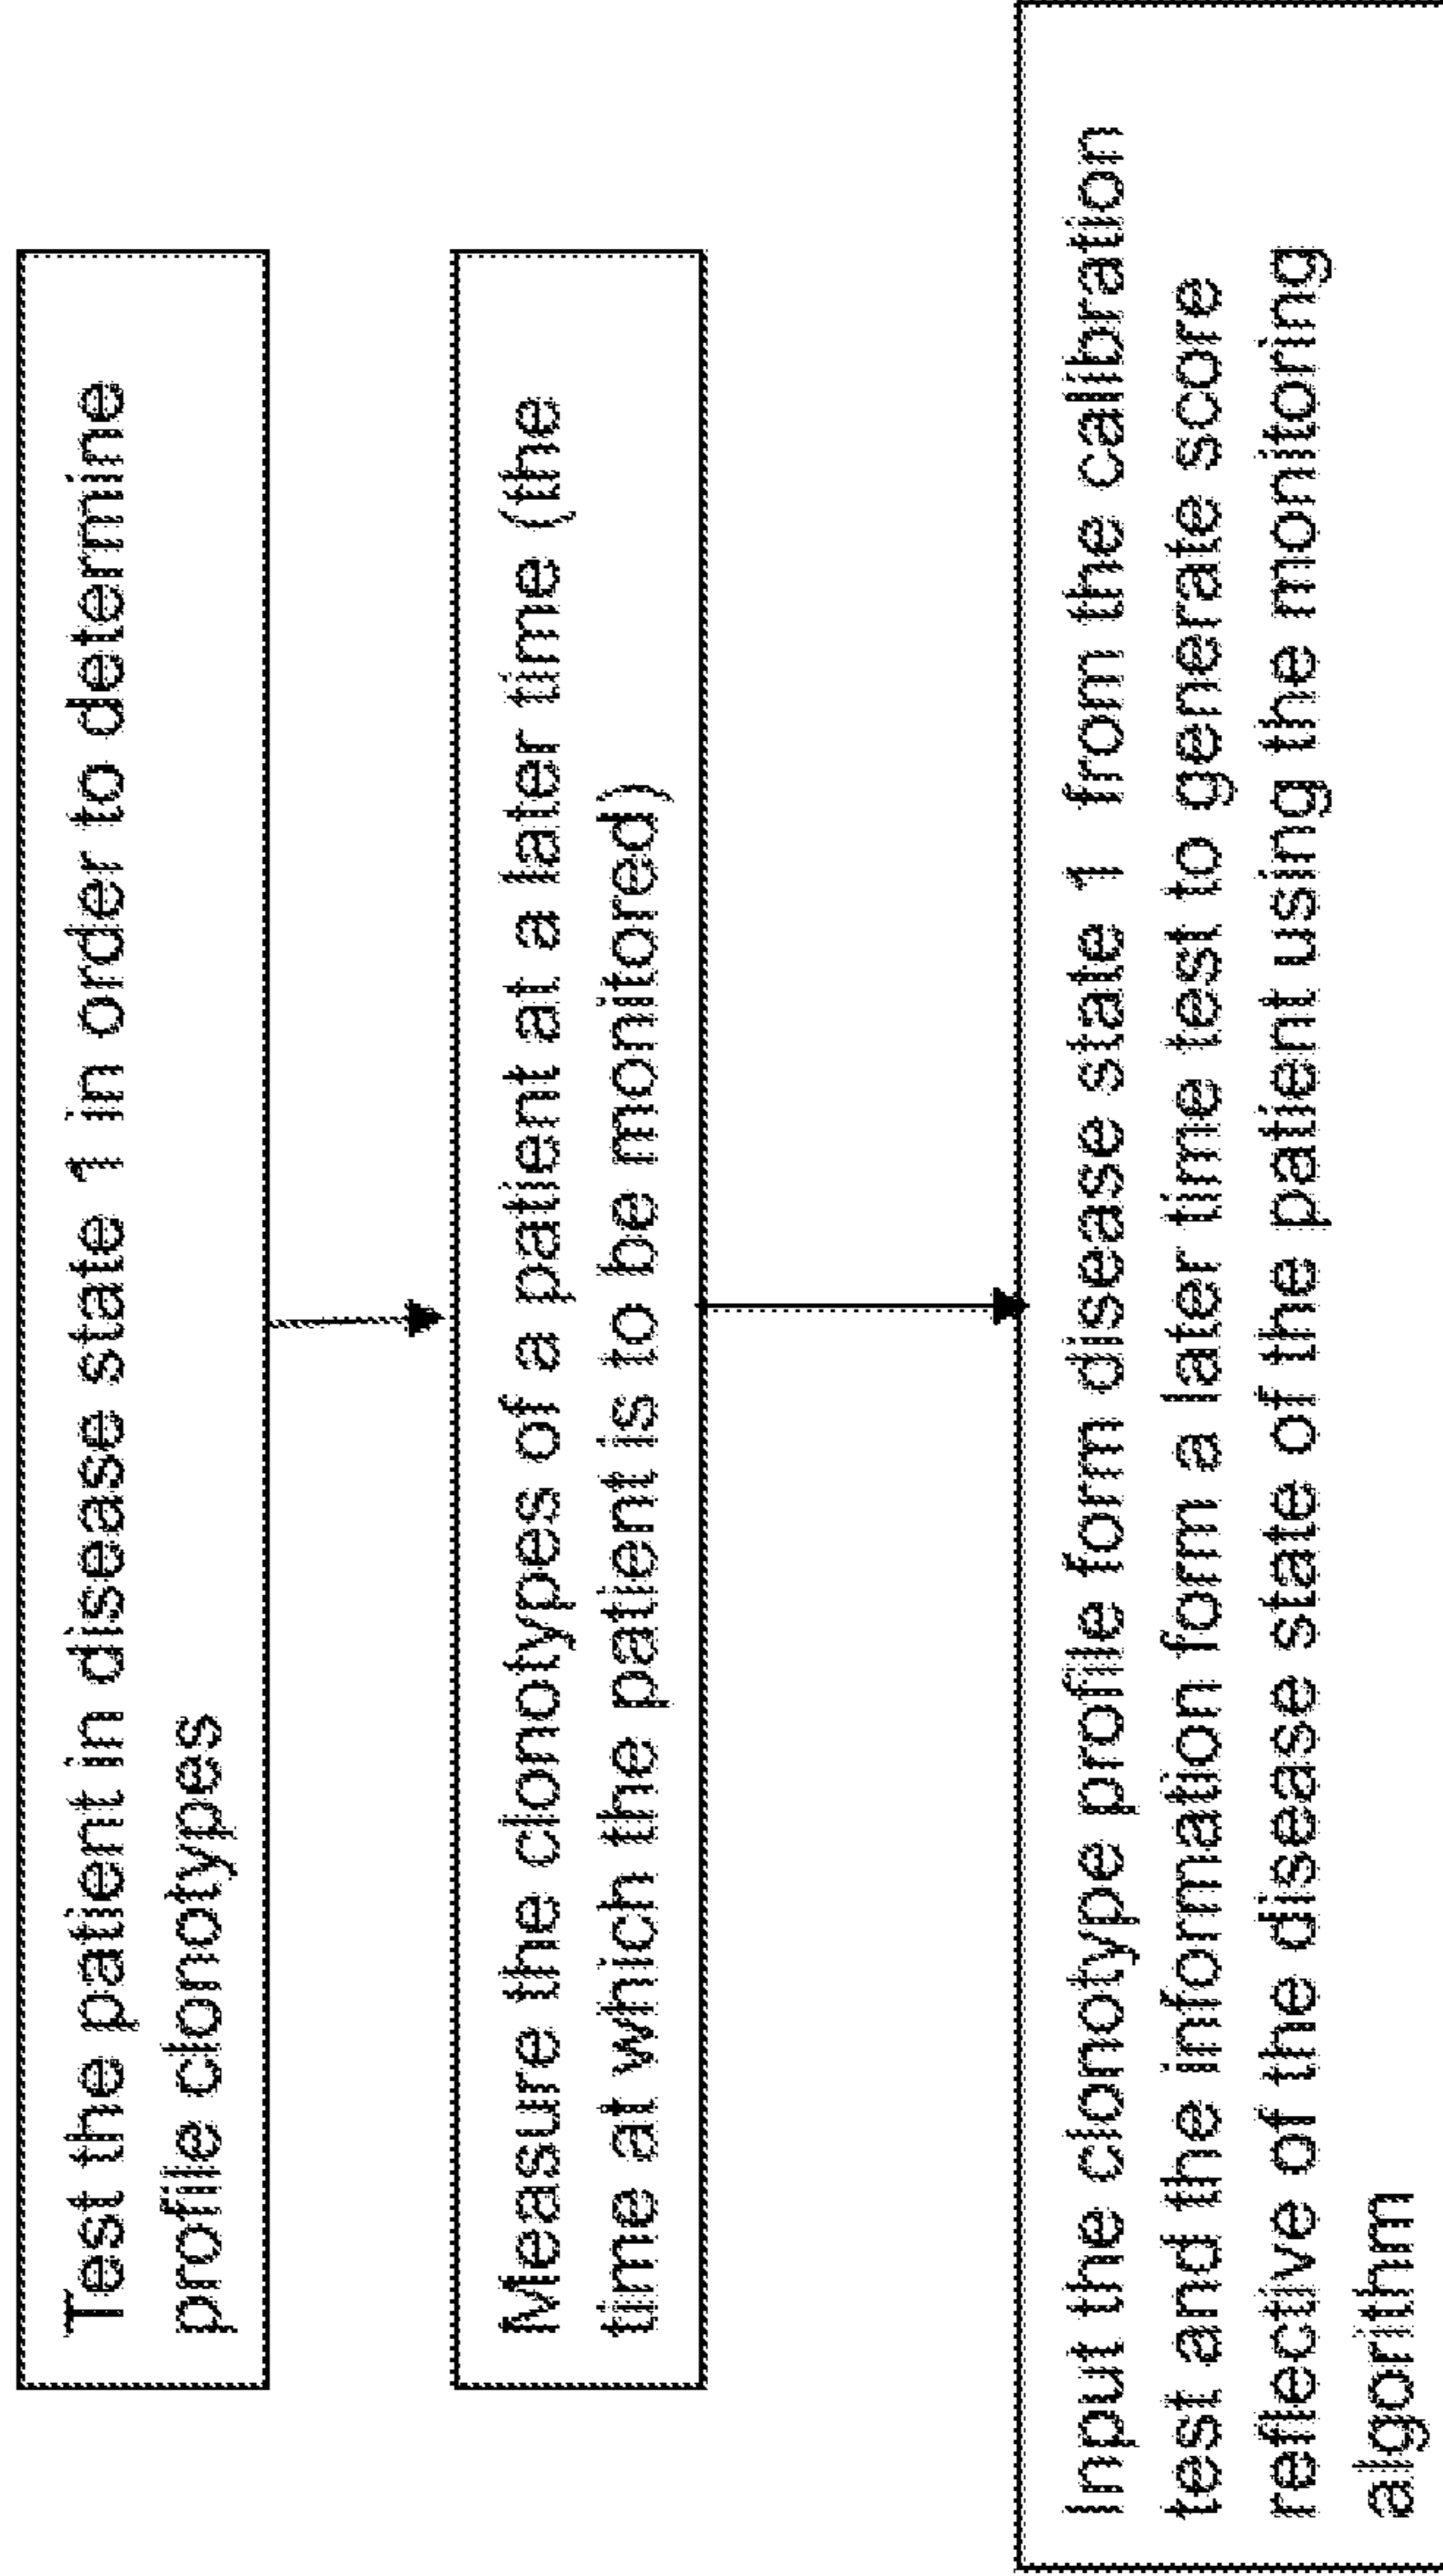 Test the patient in disease state 1 in order to determine
profile clonotypes
Measure the clonotypes of a patient at a later time (the
time at which the patient is to be monitored)
Input the clonotype profile form disease state 1 from the calibration
test and the information form a later time test to generate score
reflective of the disease state of the patient using the monitoring
algorithm